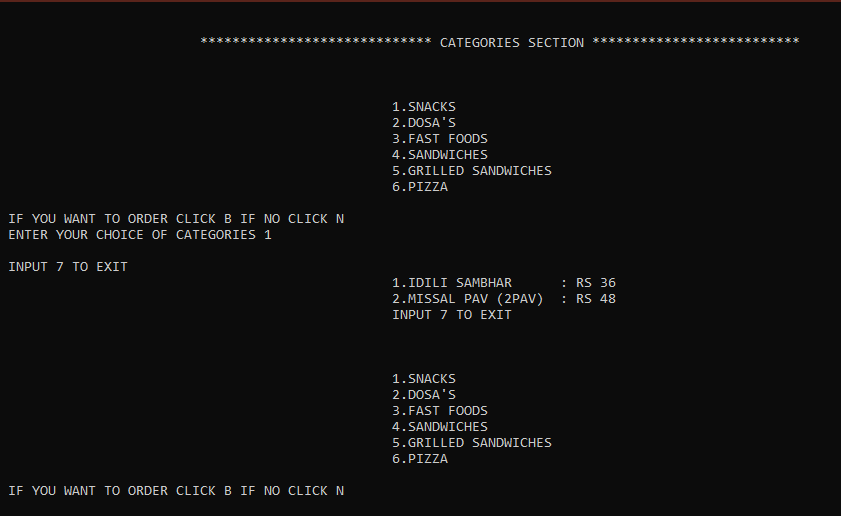 ***************************** CATEGORIES SECTION **************************
1.SNACKS
2.DOSA'S
3.FAST FOODS
4.SANDWICHES
5.GRILLED SANDWICHES
6.PIZZA
IF YOU WANT TO ORDER CLICK B IF NO CLICK N
ENTER YOUR CHOICE OF CATEGORIES 1
INPUT 7 TO EXIT
1.IDILI SAMBHAR      : RS 36
2.MISSAL PAV (2PAV)  : RS 48
INPUT 7 TO EXIT
1.SNACKS
2.DOSA'S
3.FAST FOODS
4.SANDWICHES
5.GRILLED SANDWICHES
6.PIZZA
IF YOU WANT TO ORDER CLICK B IF NO CLICK N